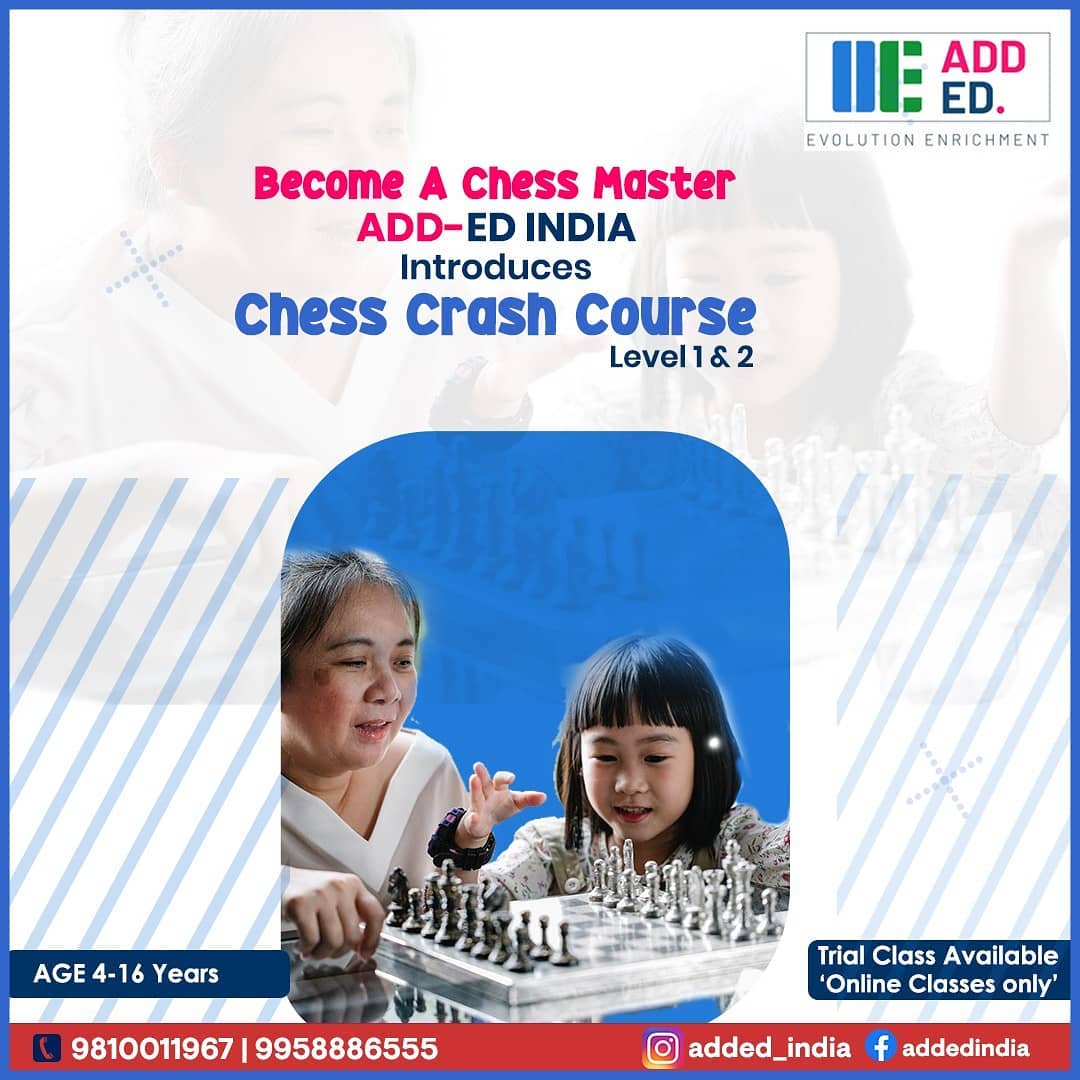 ADD
ED.
EVOLUTION ENRICHMENT
Become A Chess Master
ADD-ED INDIA
Introduces
Chess Crash Course
Level 1 & 2
AGE 4-16 Years
Trial Class Available
‘Online Classes only’
9810011967 | 9958886555
added_india
addedindia